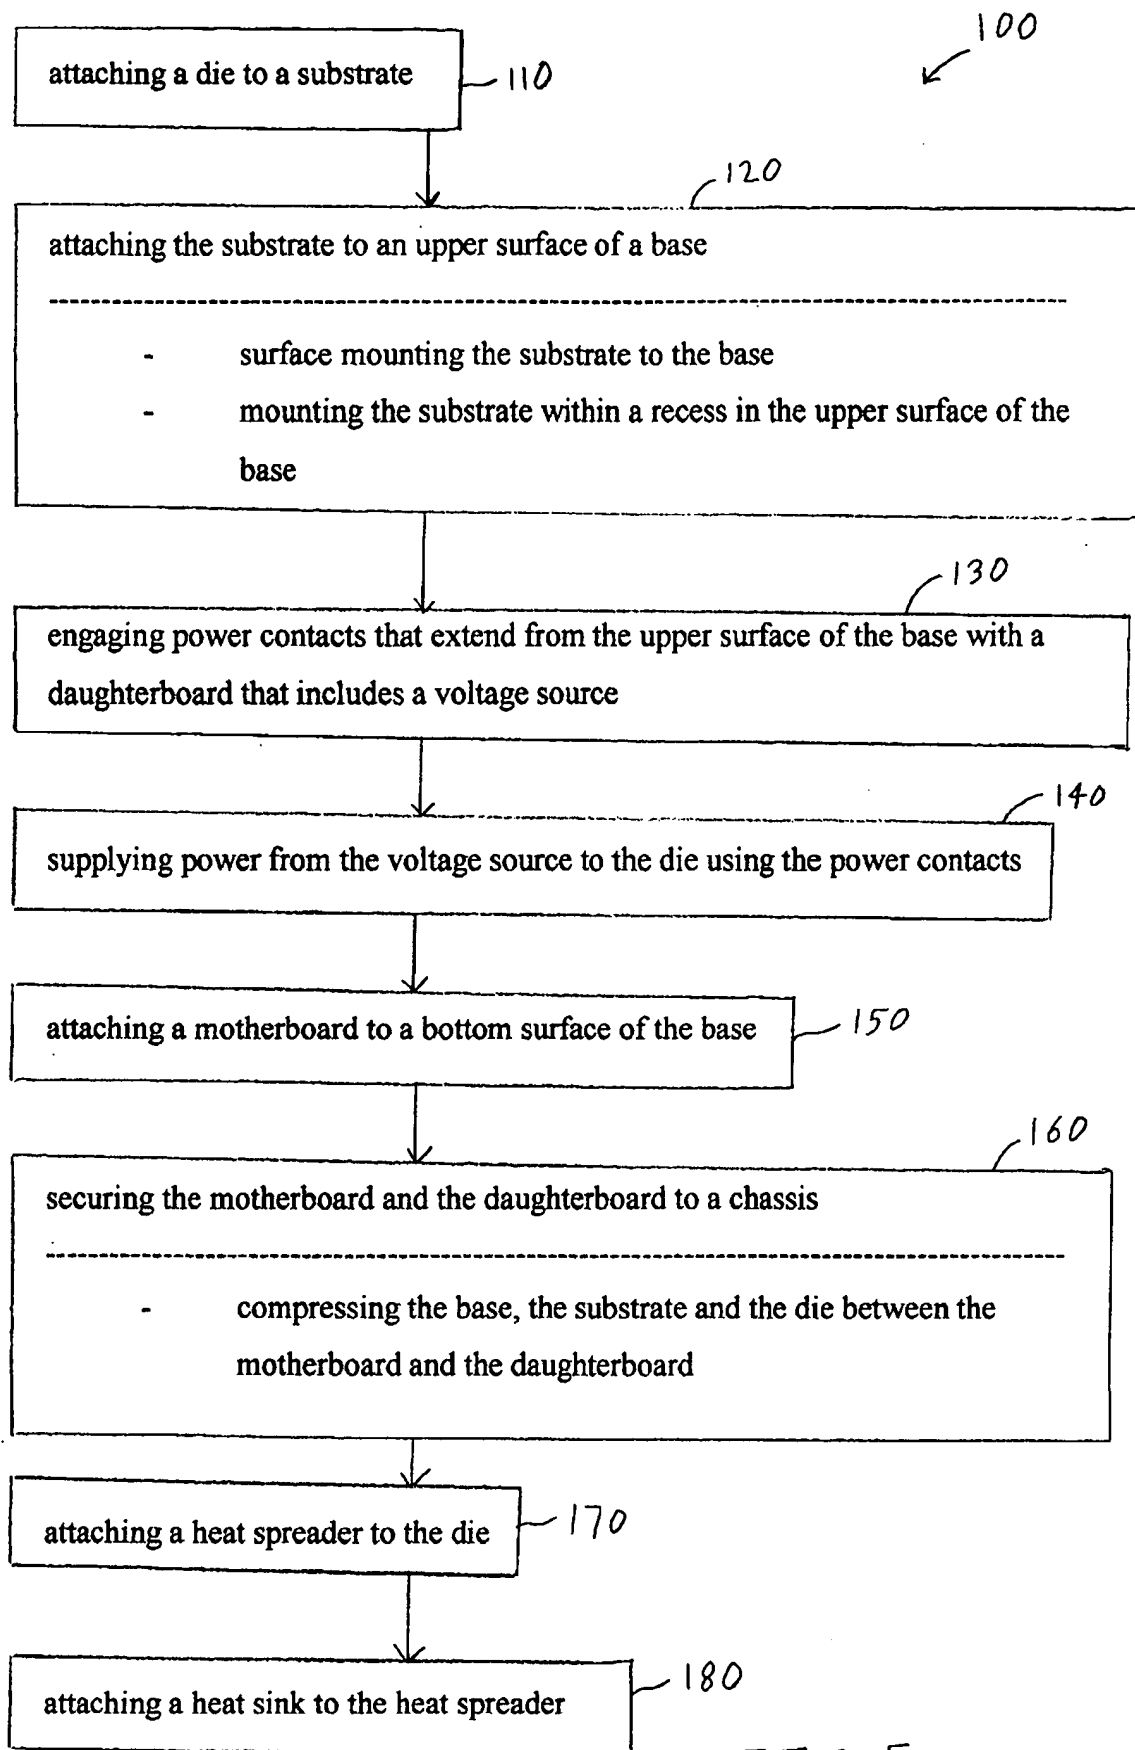 100
attaching a die to a substrate
110
120
attaching the substrate to an upper surface of a base
- surface mounting the substrate to the base
- mounting the substrate within a recess in the upper surface of the
base
130
engaging power contacts that extend from the upper surface of the base with a
daughterboard that includes a voltage source
140
supplying power from the voltage source to the die using the power contacts
attaching a motherboard to a bottom surface of the base
150
160
securing the motherboard and the daughterboard to a chassis
- compressing the base, the substrate and the die between the
motherboard and the daughterboard
attaching a heat spreader to the die
170
attaching a heat sink to the heat spreader
180